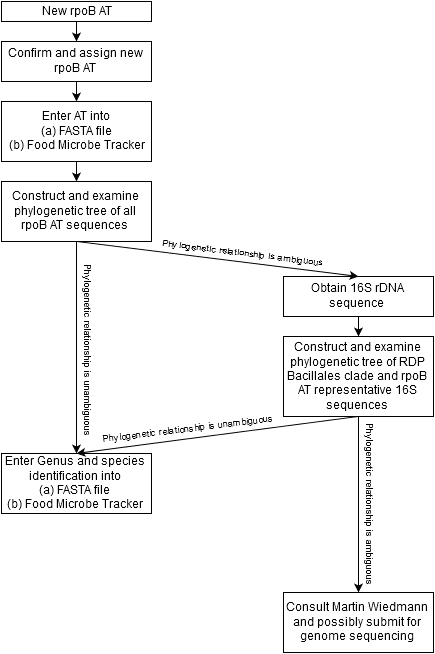 New rpoB AT
Confirm and assign new
rpoB AT
Enter AT into
(a) FASTA file
(b) Food Microbe Tracker
Construct and examine
phylogenetic tree of all
rpoB AT sequences
Phylogenetic relationship is ambiguous
Phylogenetic relationship is unambiguous
Obtain 16S rDNA
sequence
Construct and examine
phylogenetic tree of RDP
Bacillales clade and rpoB
AT representative 16S
sequences
Phylogenetic relationship is unambiguous
Phylogenetic relationship is ambiguous
Enter Genus and species
identification into
(a) FASTA file
(b) Food Microbe Tracker
Consult Martin Wiedmann
and possibly submit for
genome sequencing